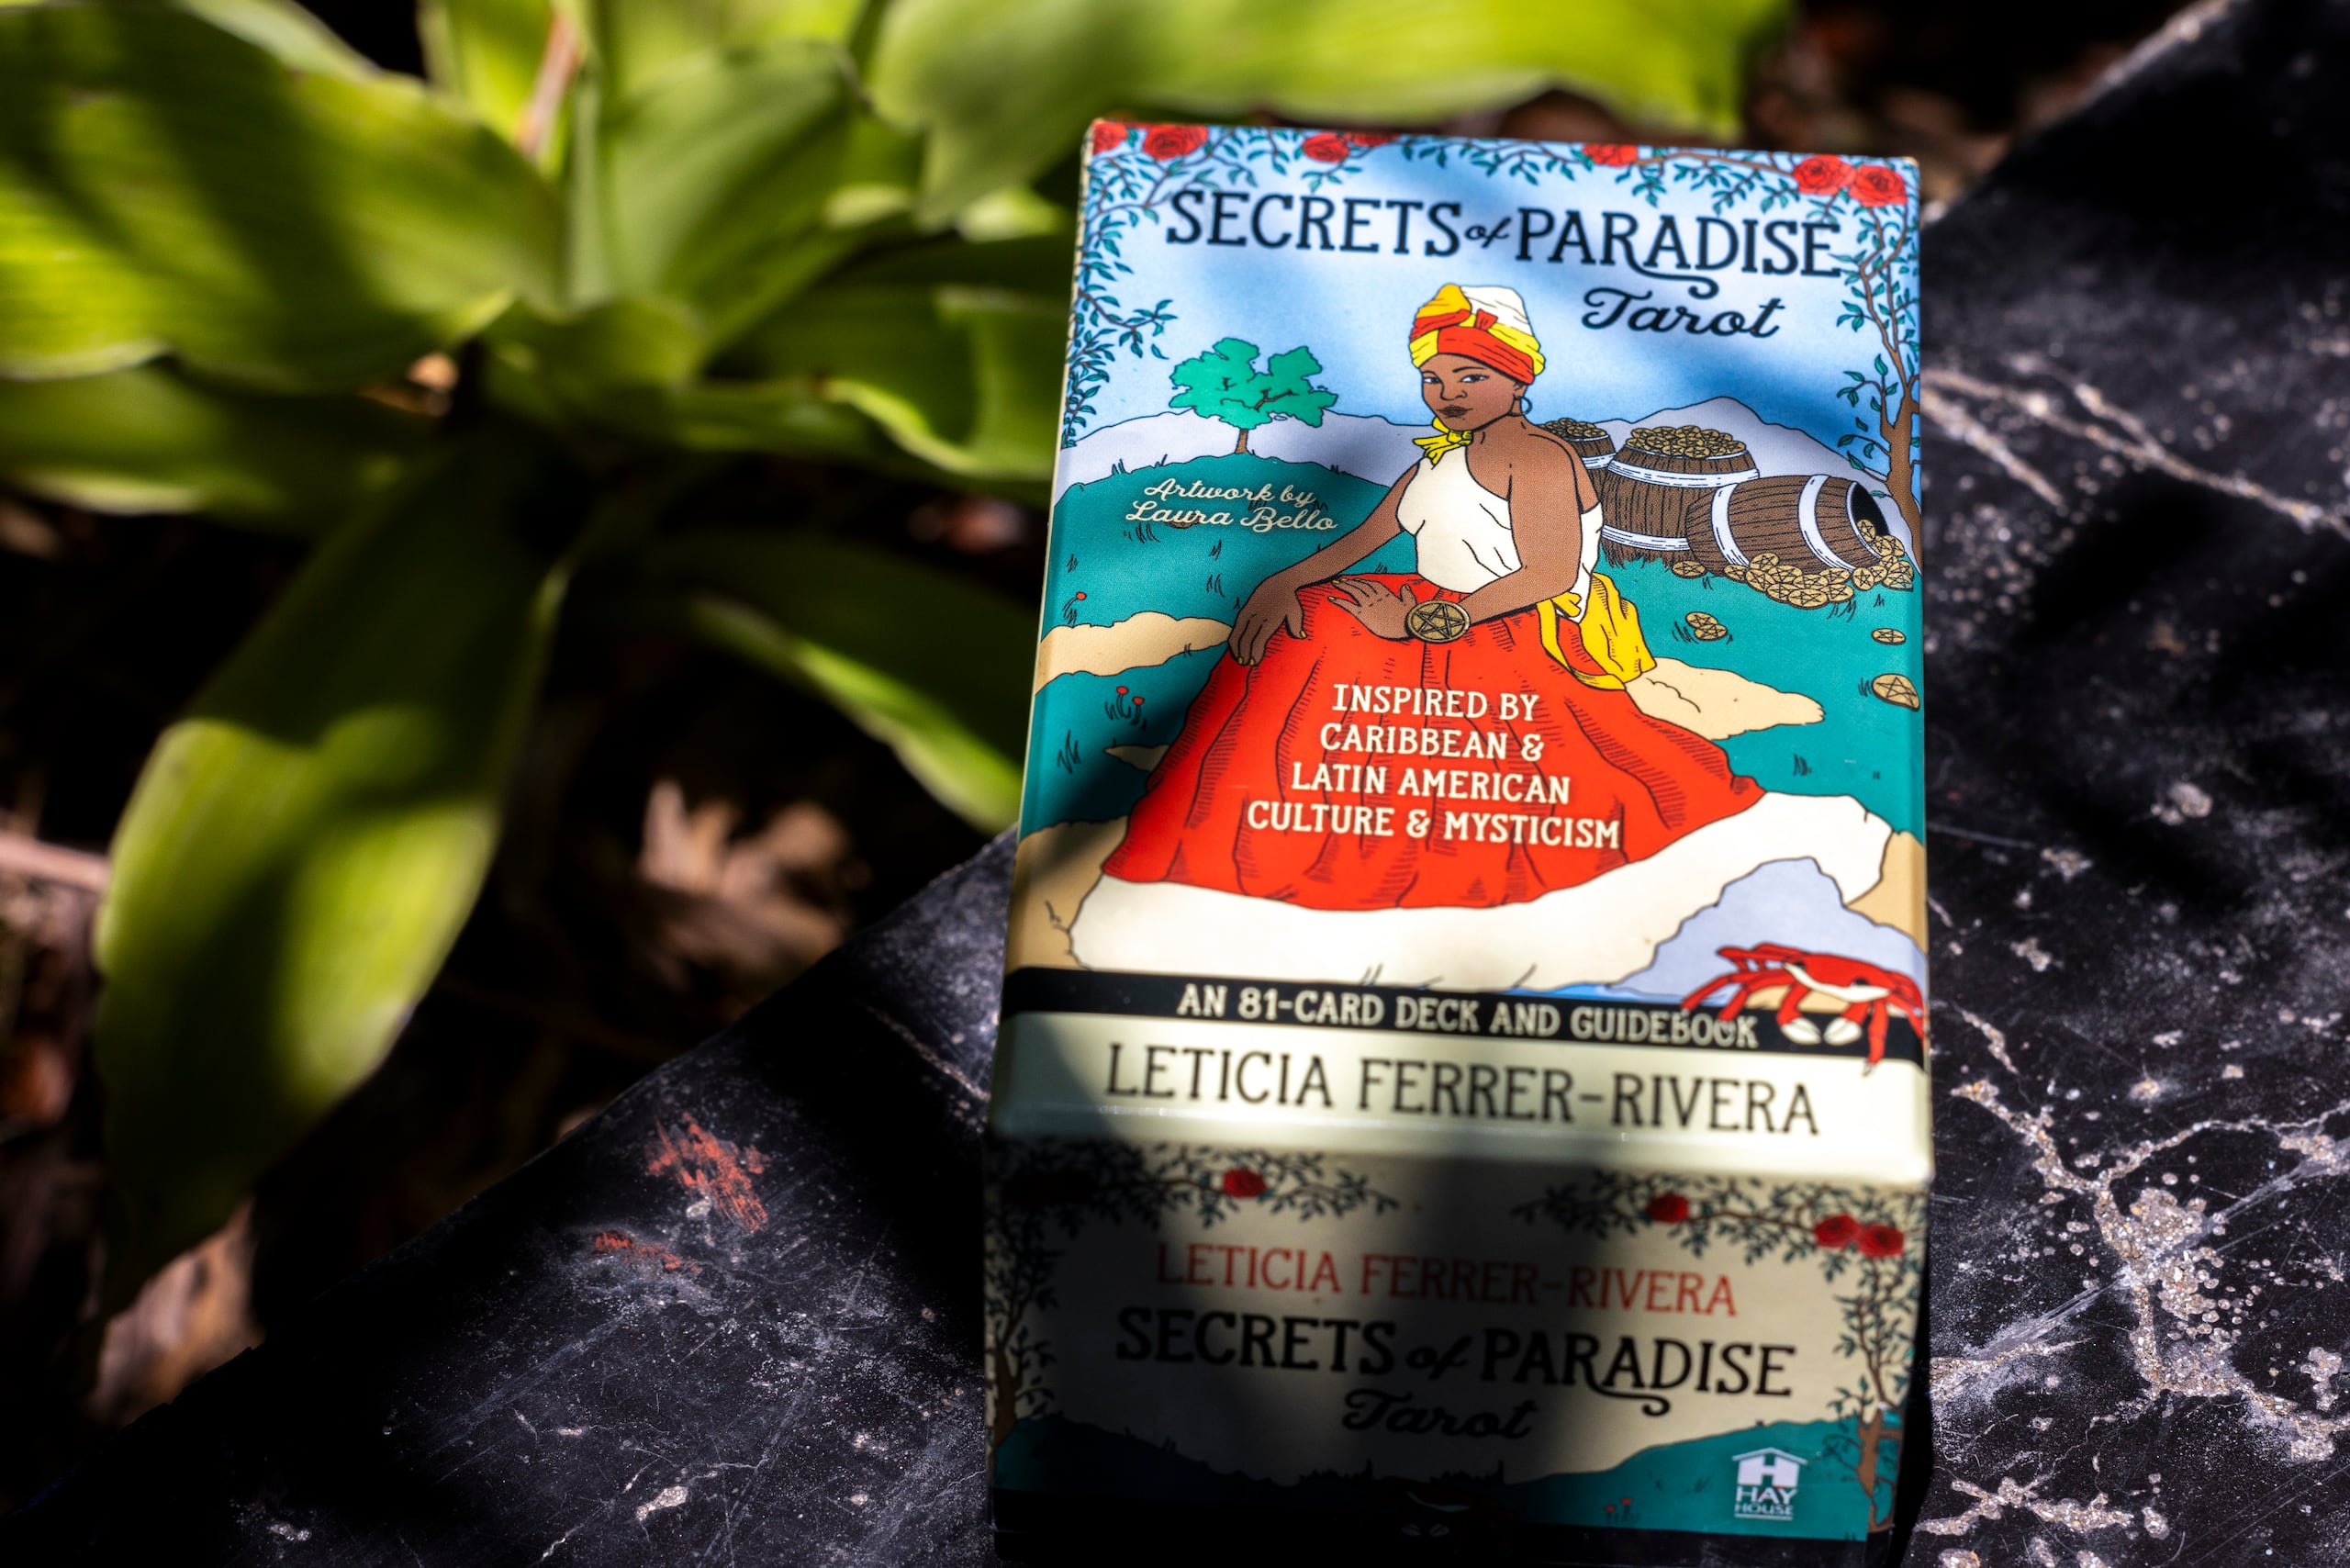 SECRETS of PARADISE
Tarot
Artwork by
Laura Bello
INSPIRED BY
CARIBBEAN &
LATIN AMERICAN
CULTURE & MYSTICISM
AN 81-CARD DECK AND GUIDEBOOK
LETICIA FERRER-RIVERA
LETICIA FERRER-RIVERA
SECRETS of PARADISE
Tarot
HAY
HOUSE